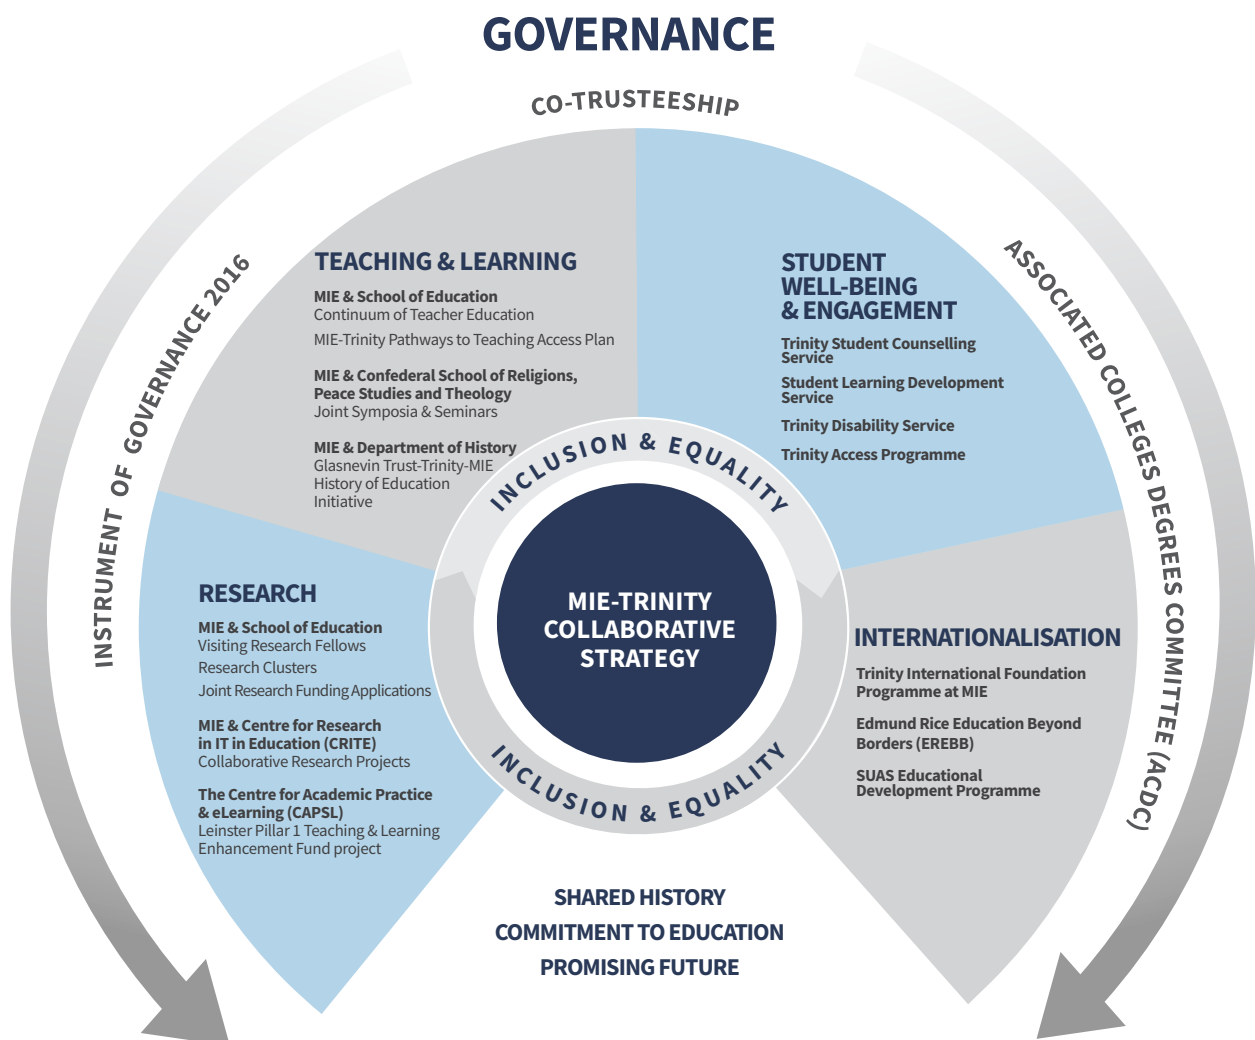 GOVERNANCE
CO-TRUSTEESHIP
INSTRUMENT OF GOVERNANCE 2016
ASSOCIATED COLLEGES DEGREES COMMITTEE (ACDC)
TEACHING & LEARNING
MIE & School of Education
Continuum of Teacher Education
MIE-Trinity Pathways to Teaching Access Plan
MIE & Confederal School of Religions,
Peace Studies and Theology
Joint Symposia & Seminars
MIE & Department of History
Glasnevin Trust-Trinity-MIE
History of Education
Initiative
STUDENT
WELL-BEING
& ENGAGEMENT
Trinity Student Counselling
Service
Student Learning Development
Service
Trinity Disability Service
Trinity Access Programme
INCLUSION & EQUALITY
MIE-TRINITY
COLLABORATIVE
STRATEGY
INCLUSION & EQUALITY
RESEARCH
MIE & School of Education
Visiting Research Fellows
Research Clusters
Joint Research Funding Applications
MIE & Centre for Research
in IT in Education (CRITE)
Collaborative Research Projects
The Centre for Academic Practice
& eLearning (CAPSL)
Leinster Pillar 1 Teaching & Learning
Enhancement Fund project
INTERNATIONALISATION
Trinity International Foundation
Programme at MIE
Edmund Rice Education Beyond
Borders (EREBB)
SUAS Educational
Development Programme
SHARED HISTORY
COMMITMENT TO EDUCATION
PROMISING FUTURE